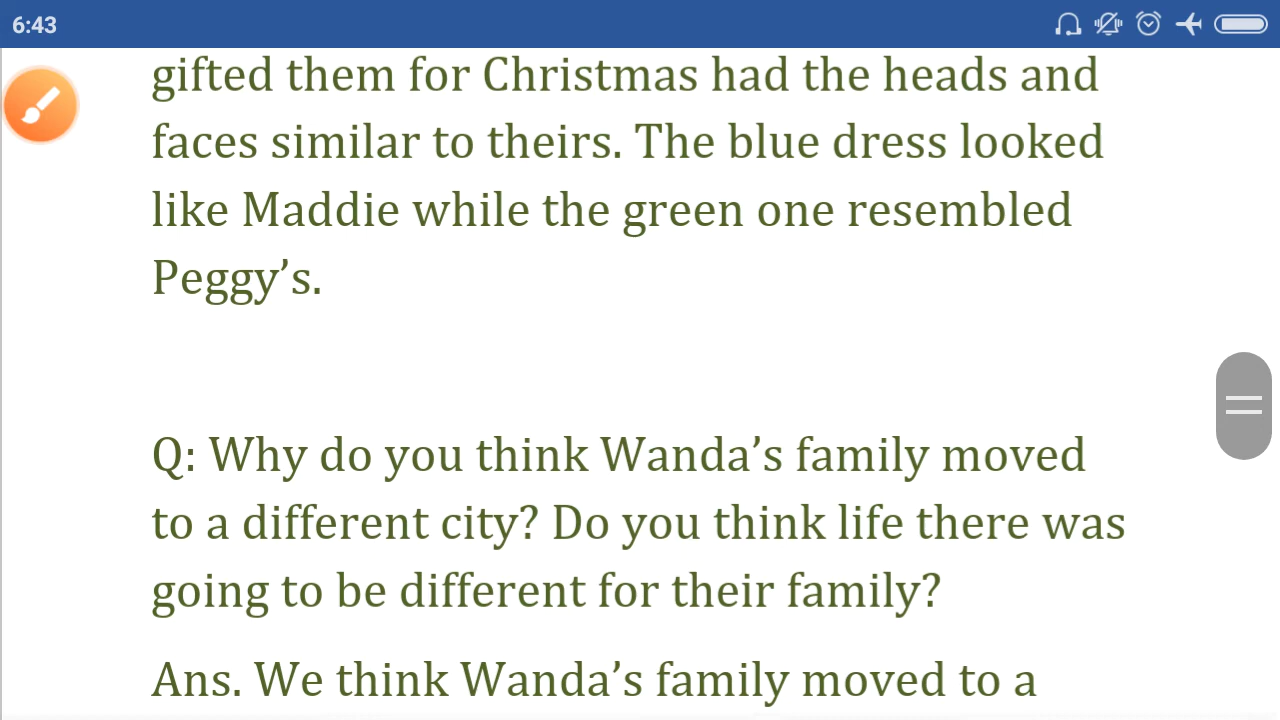 6:43
gifted them for Christmas had the heads and
faces similar to theirs. The blue dress looked
like Maddie while the green one resembled
Peggy’s.
Q: Why do you think Wanda’s family moved
to a different city? Do you think life there was
going to be different for their family?
Ans. We think Wanda’s family moved to a